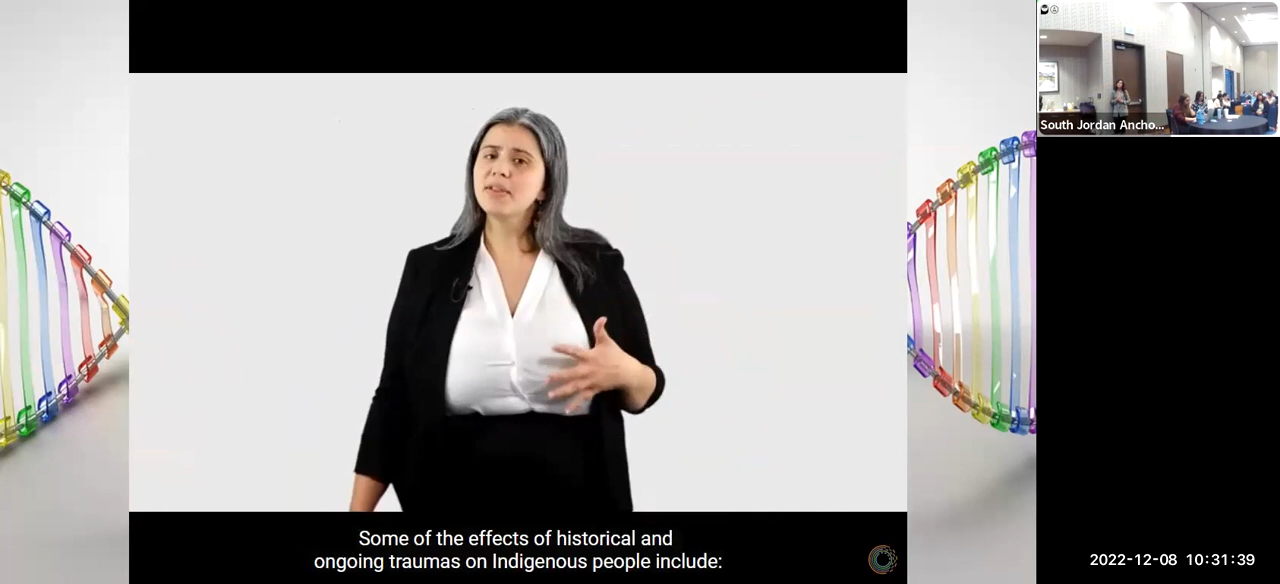 South Jordan Ancho...
Some of the effects of historical and
ongoing traumas on Indigenous people include:
2022-12-08 10:31:39